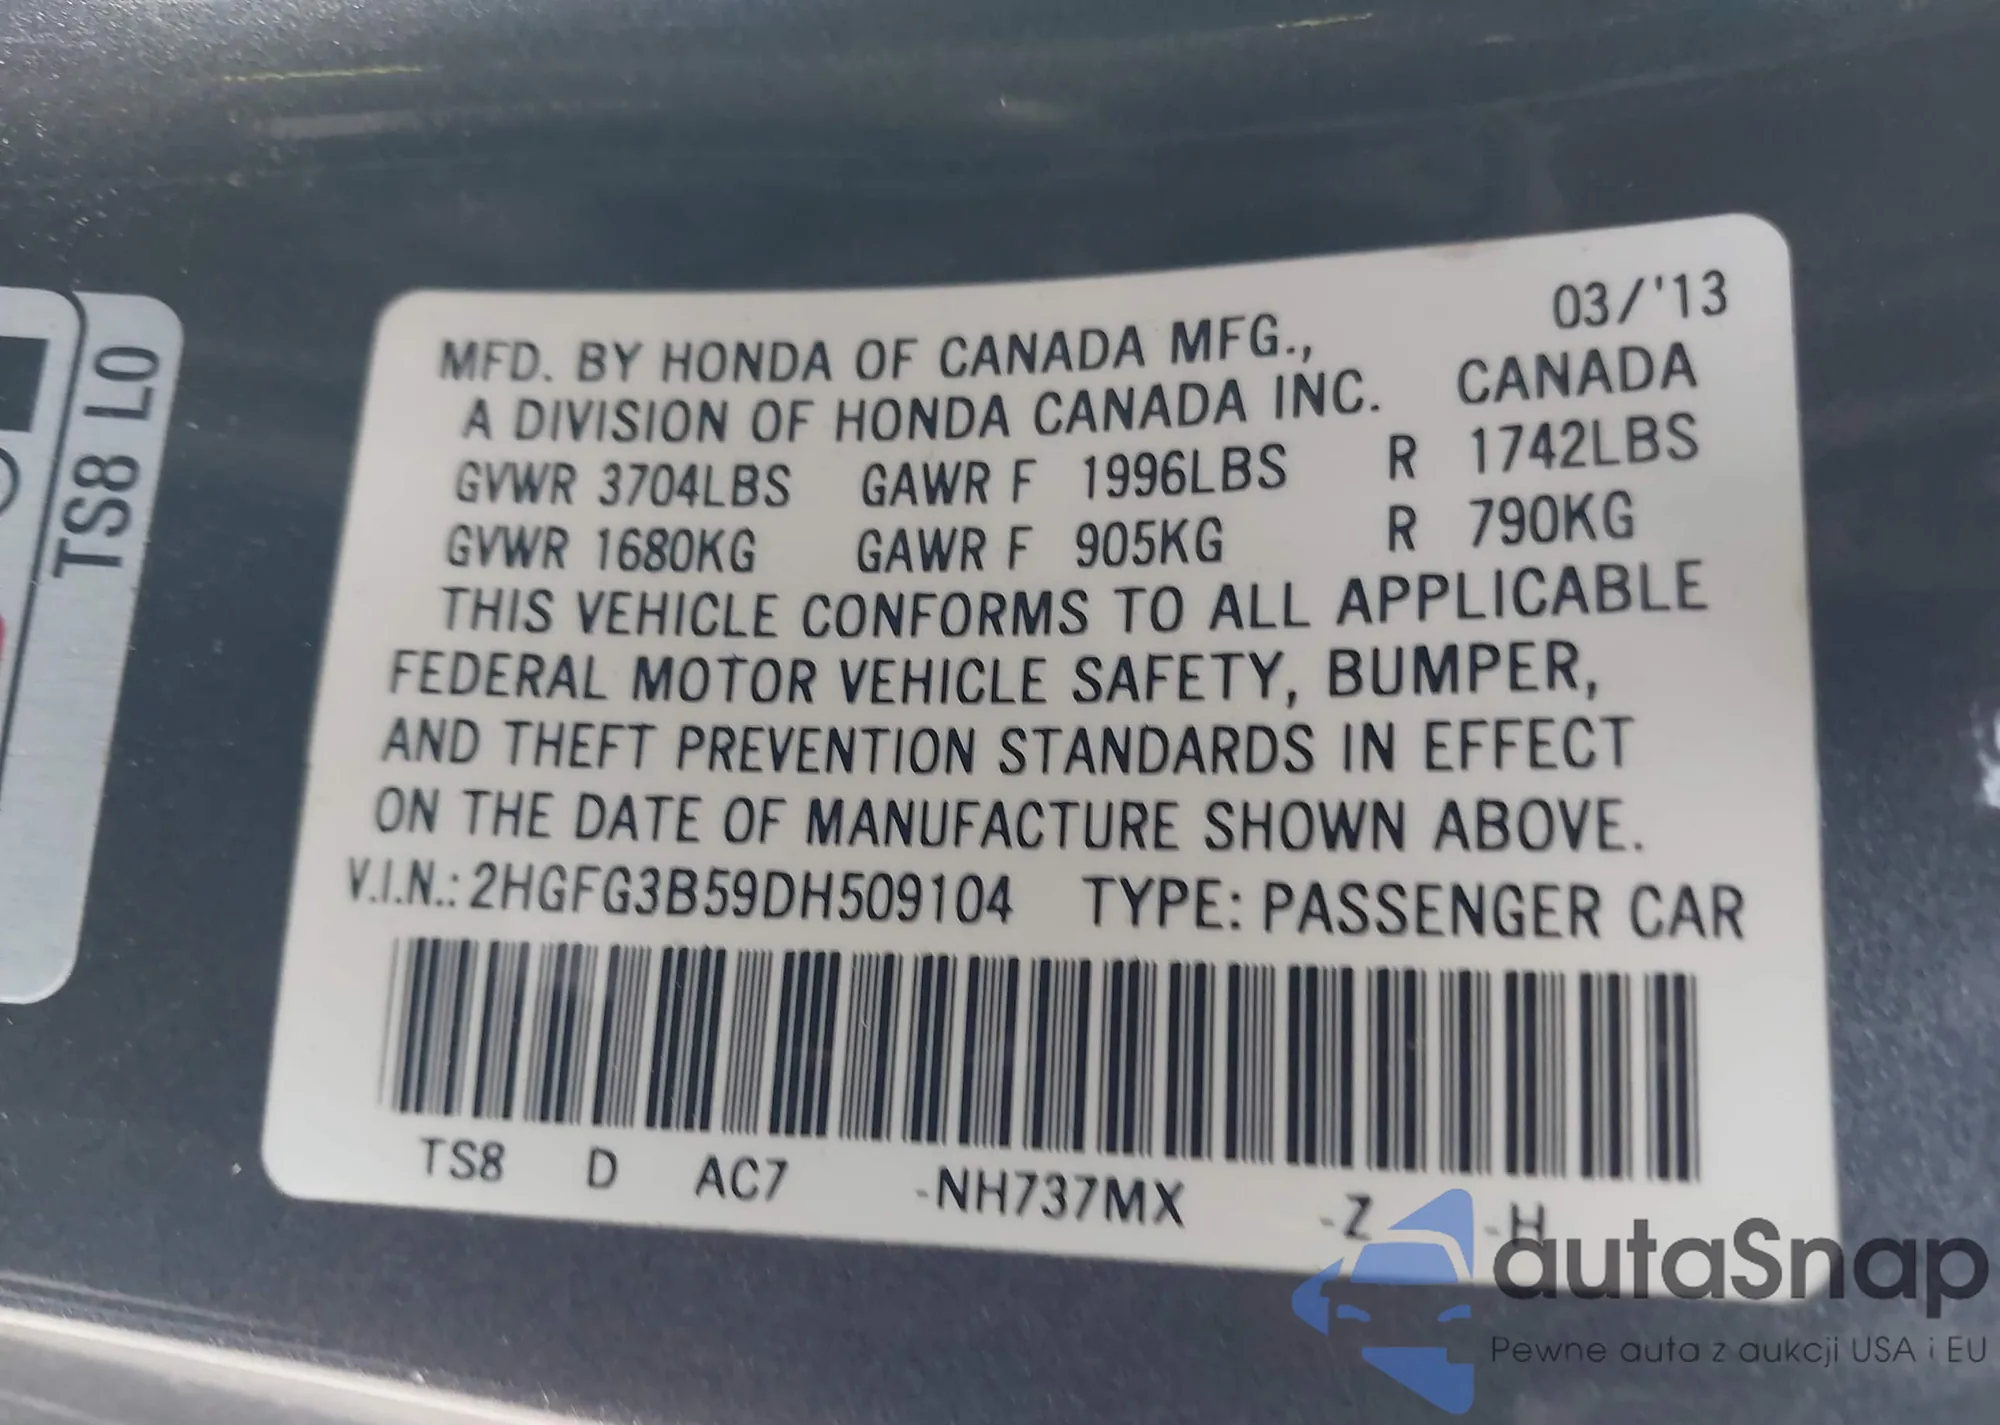 TS8 L0
03/'13
MFD. BY HONDA OF CANADA MFG.,
A DIVISION OF HONDA CANADA INC. CANADA
GVWR 3704LBS GAWR F 1996LBS R 1742LBS
GVWR 1680KG GAWR F 905KG R 790KG
THIS VEHICLE CONFORMS TO ALL APPLICABLE
FEDERAL MOTOR VEHICLE SAFETY, BUMPER,
AND THEFT PREVENTION STANDARDS IN EFFECT
ON THE DATE OF MANUFACTURE SHOWN ABOVE.
V.I.N.: 2HGFG3B59DH509104 TYPE: PASSENGER CAR
TS8 D AC7 -NH737MX -Z -H
autaSnap
Pewne auta z aukcji USA i EU